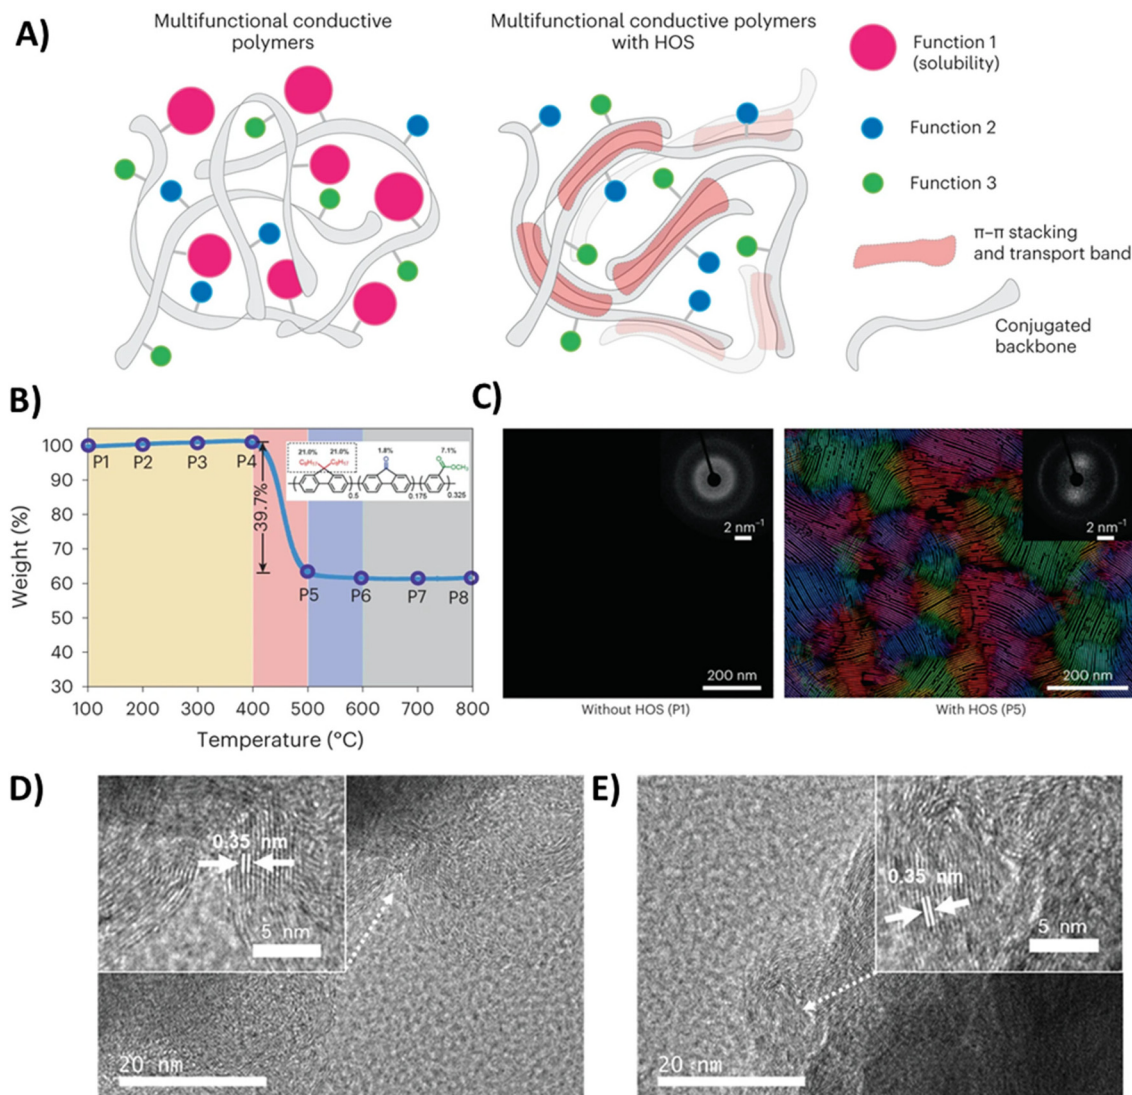 A)
Multifunctional conductive
polymers
Multifunctional conductive polymers
with HOS
Function 1
(solubility)
Function 2
Function 3
π–π stacking
and transport band
Conjugated
backbone
B)
Weight (%)
100
90
80
70
60
50
40
30
P1
P2
P3
P4
39.7%
P5
P6
P7
P8
21.0%
21.0%
1.8%
7.1%
C₈H₁₇
C₈H₁₇
O
O
OCH₃
0.5
0.175
0.325
100
200
300
400
500
600
700
800
Temperature (°C)
C)
2 nm⁻¹
200 nm
Without HOS (P1)
2 nm⁻¹
200 nm
With HOS (P5)
D)
0.35 nm
5 nm
20 nm
E)
0.35 nm
5 nm
20 nm